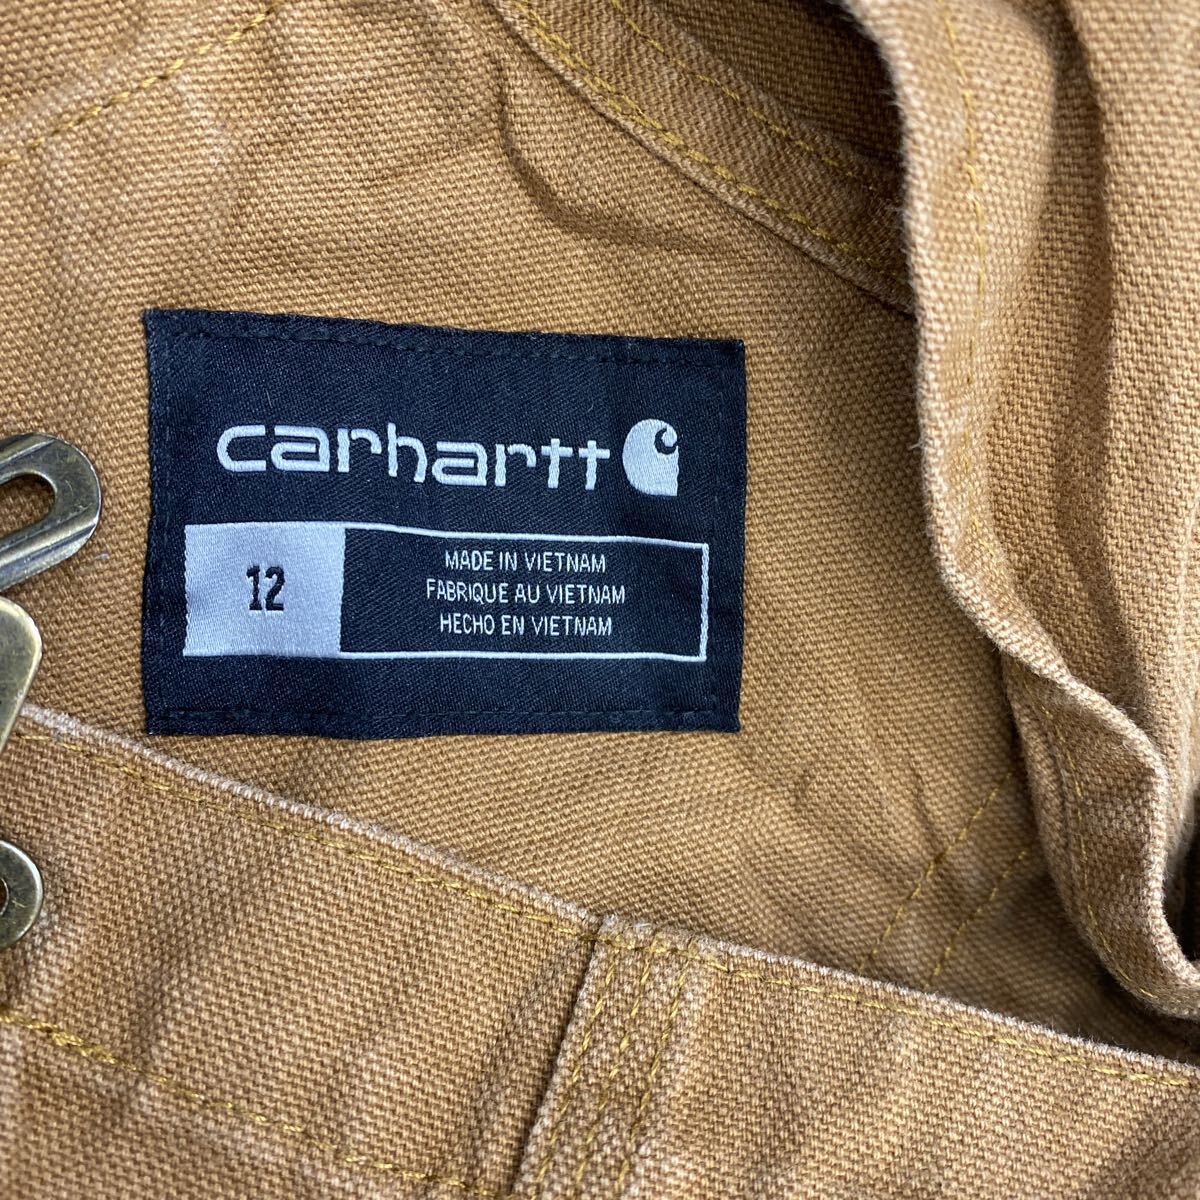 carhartt
12
MADE IN VIETNAM
FABRIQUE AU VIETNAM
HECHO EN VIETNAM